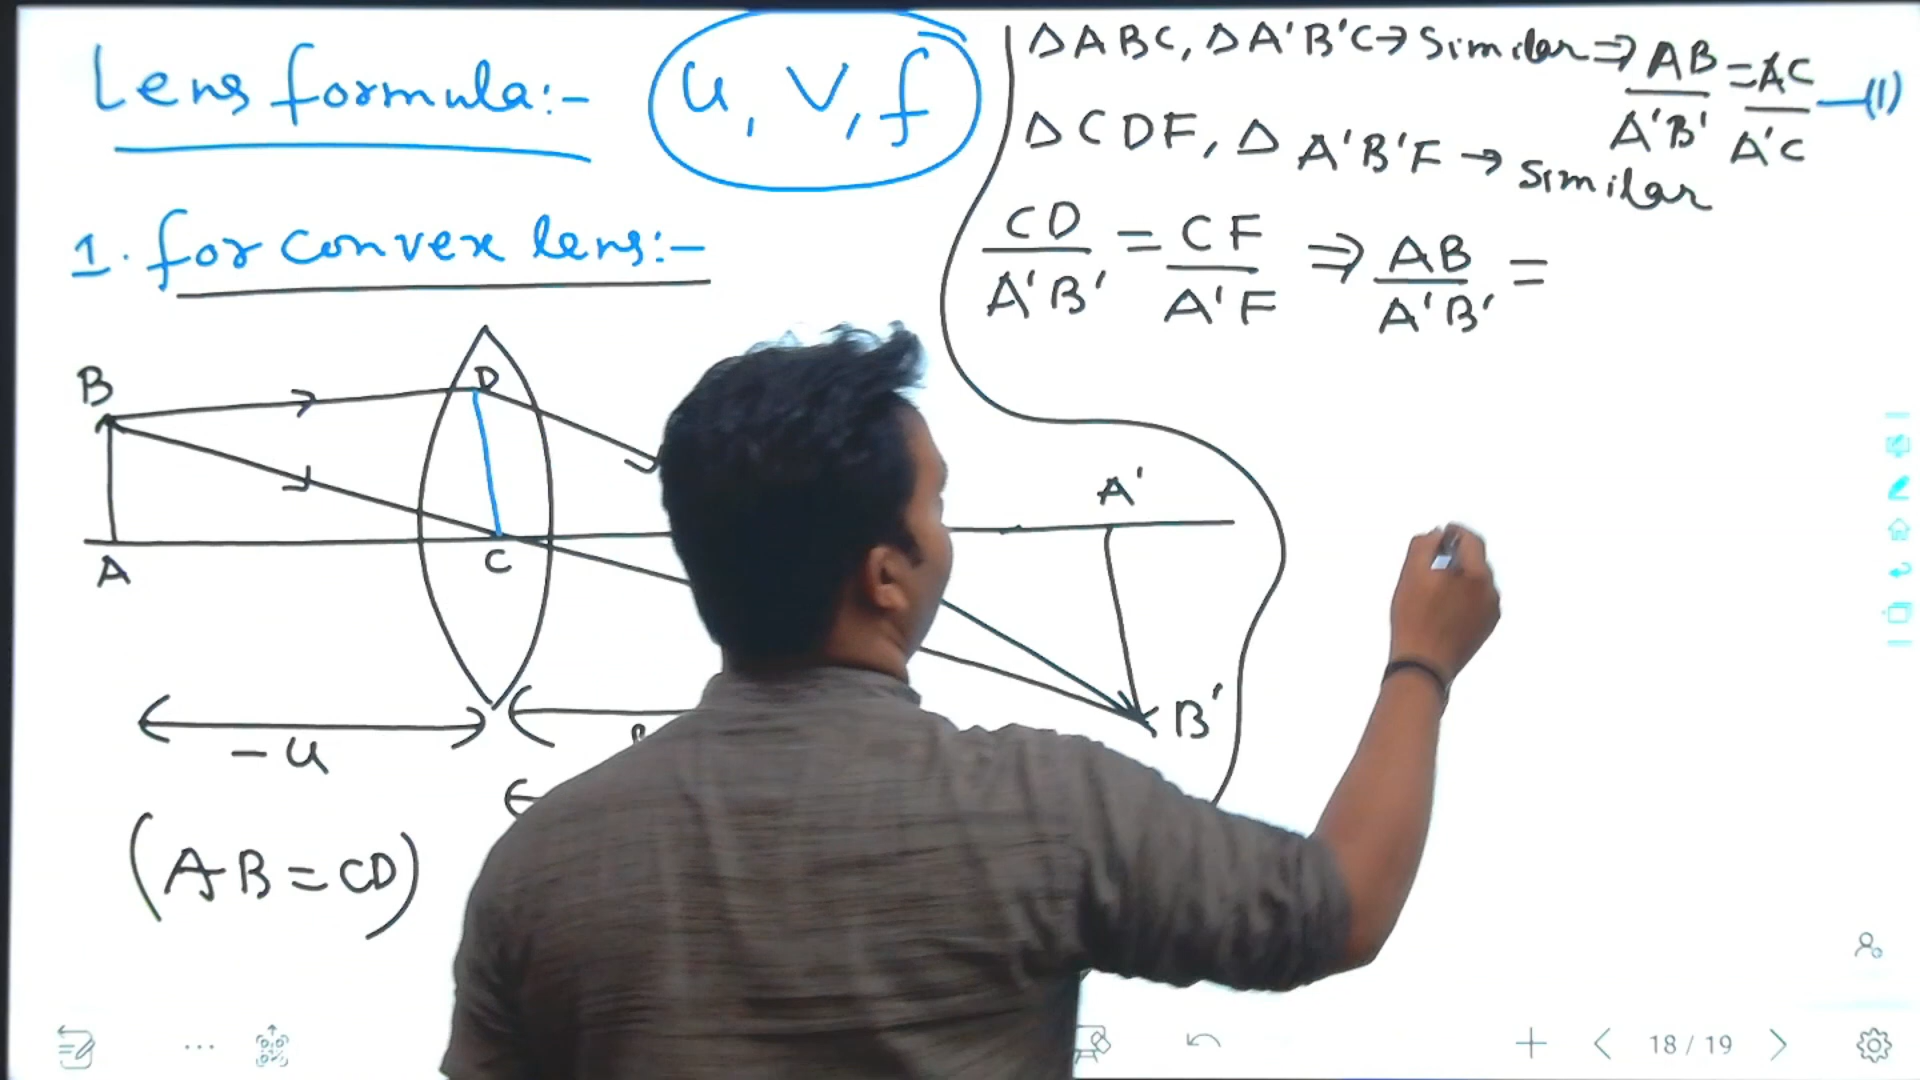 Lens formula:-
u, v, f
1. for convex lens:-
B
D
A
C
A'
B'
-u
(AB = CD)
ΔABC, ΔA'B'C → Similar ⇒ AB/A'B' = AC/A'C —(1)
ΔCDF, ΔA'B'F → Similar
CD/A'B' = CF/A'F ⇒ AB/A'B' =
18 / 19